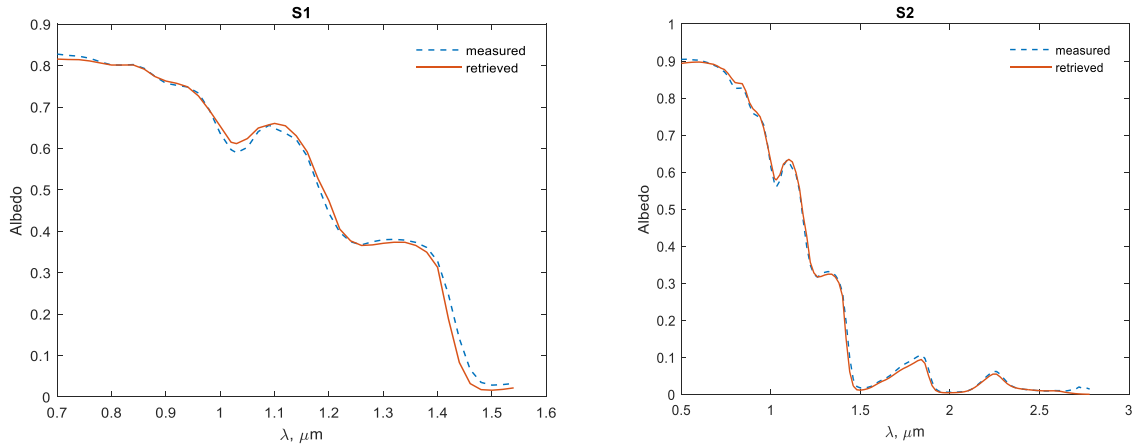 S1
0.9
0.8
0.7
0.6
0.5
0.4
0.3
0.2
0.1
0
Albedo
measured
retrieved
0.7 0.8 0.9 1 1.1 1.2 1.3 1.4 1.5 1.6
λ, μm
S2
1
0.9
0.8
0.7
0.6
0.5
0.4
0.3
0.2
0.1
0
Albedo
measured
retrieved
0.5 1 1.5 2 2.5 3
λ, μm